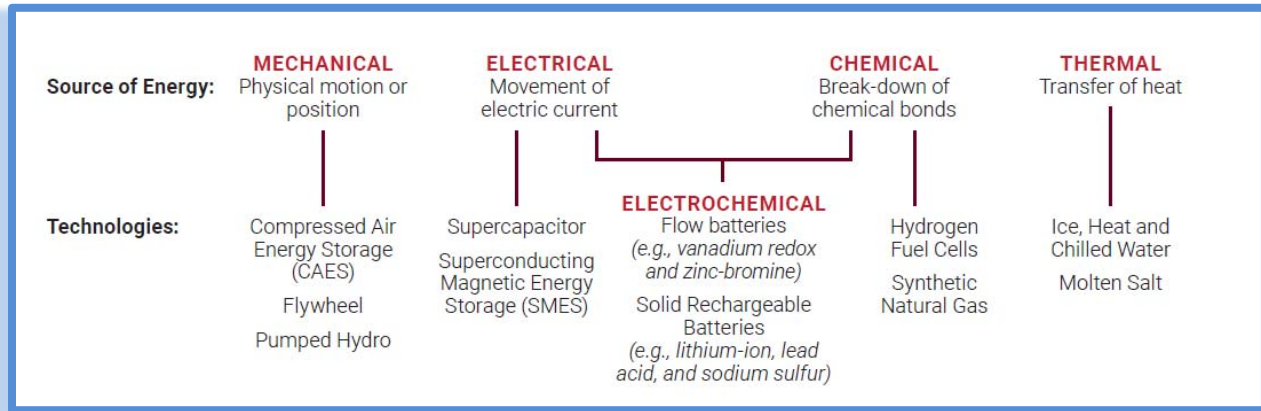 Source of Energy:
MECHANICAL
Physical motion or
position
ELECTRICAL
Movement of
electric current
CHEMICAL
Break-down of
chemical bonds
THERMAL
Transfer of heat
Technologies:
Compressed Air
Energy Storage
(CAES)
Flywheel
Pumped Hydro
Supercapacitor
Superconducting
Magnetic Energy
Storage (SMES)
ELECTROCHEMICAL
Flow batteries
(e.g., vanadium redox
and zinc-bromine)
Solid Rechargeable
Batteries
(e.g., lithium-ion, lead
acid, and sodium sulfur)
Hydrogen
Fuel Cells
Synthetic
Natural Gas
Ice, Heat and
Chilled Water
Molten Salt